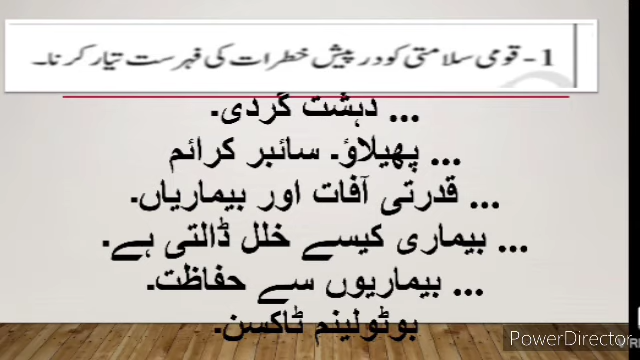 1- قومی سلامتی کو درپیش خطرات کی فہرست تیار کرنا۔
... دہشت گردی۔
... پھیلاؤ۔ سائبر کرائم
... قدرتی آفات اور بیماریاں۔
... بیماری کیسے خلل ڈالتی ہے۔
... بیماریوں سے حفاظت۔
بوٹولینم ٹاکسن۔
PowerDirector